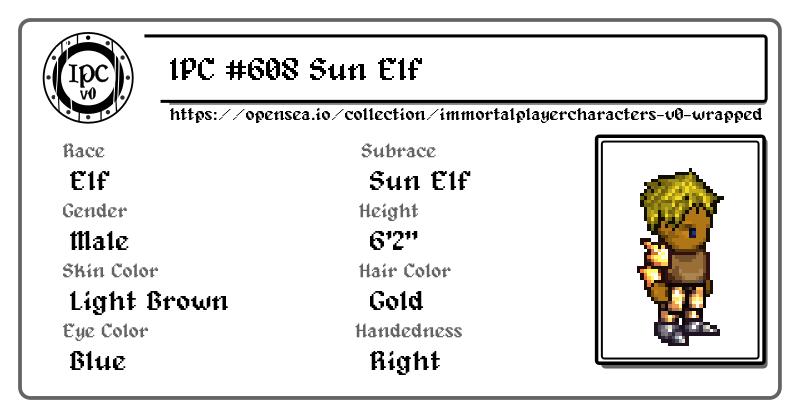 IPC
v0
IPC #608 Sun Elf
https://opensea.io/collection/immortalplayercharacters-v0-wrapped
Race
Elf
Subrace
Sun Elf
Gender
Male
Height
6'2"
Skin Color
Light Brown
Hair Color
Gold
Eye Color
Blue
Handedness
Right